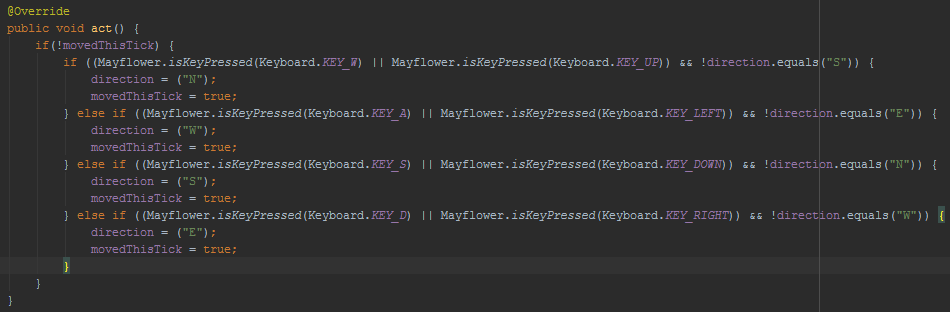 @Override
public void act() {
if(!movedThisTick) {
if ((Mayflower.isKeyPressed(Keyboard.KEY_W) || Mayflower.isKeyPressed(Keyboard.KEY_UP)) && !direction.equals("S")) {
direction = ("N");
movedThisTick = true;
} else if ((Mayflower.isKeyPressed(Keyboard.KEY_A) || Mayflower.isKeyPressed(Keyboard.KEY_LEFT)) && !direction.equals("E")) {
direction = ("W");
movedThisTick = true;
} else if ((Mayflower.isKeyPressed(Keyboard.KEY_S) || Mayflower.isKeyPressed(Keyboard.KEY_DOWN)) && !direction.equals("N")) {
direction = ("S");
movedThisTick = true;
} else if ((Mayflower.isKeyPressed(Keyboard.KEY_D) || Mayflower.isKeyPressed(Keyboard.KEY_RIGHT)) && !direction.equals("W")) {
direction = ("E");
movedThisTick = true;
}
}
}